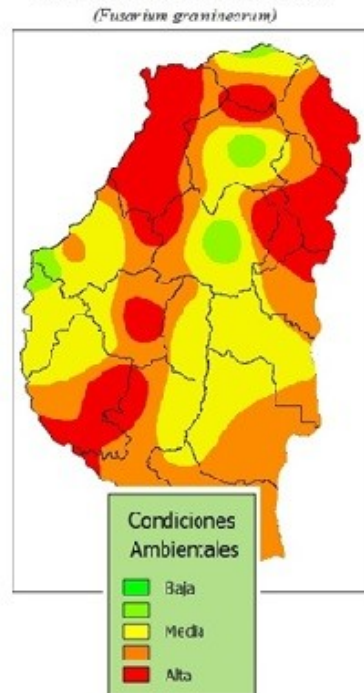 (Fusarium graminearum)
Condiciones
Ambientales
Baja
Media
Alta